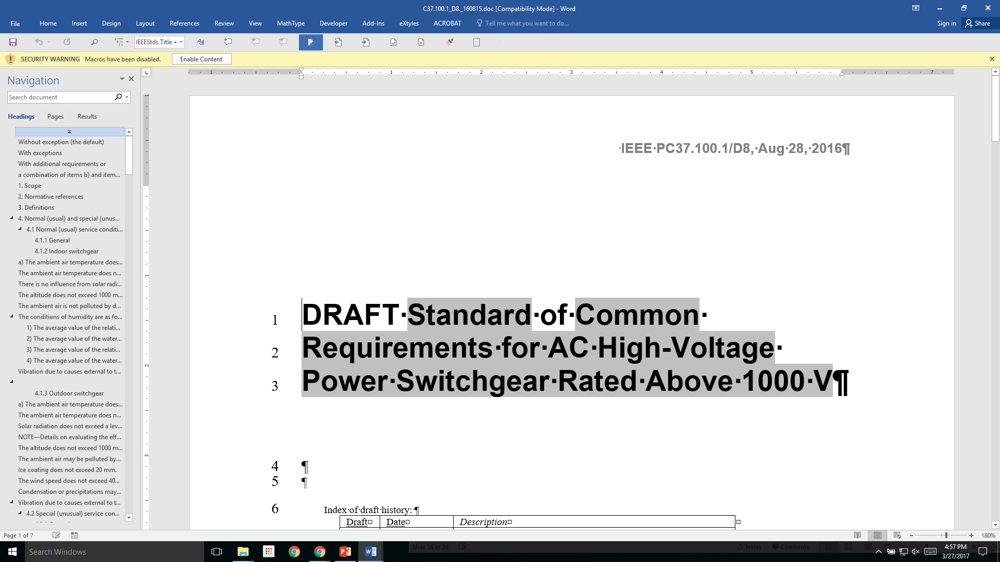 C37.100.1_D8._160815.doc [Compatibility Mode] - Word
File Home Insert Design Layout References Review View MathType Developer Add-Ins eXtyles ACROBAT Tell me what you want to do... Sign in Share
IEEEStds Title +
SECURITY WARNING Macros have been disabled. Enable Content
Navigation
Search document
Headings Pages Results
Without exception (the default)
With exceptions
With additional requirements or
a combination of items b) and item...
1. Scope
2. Normative references
3. Definitions
4. Normal (usual) and special (unus...
4.1 Normal (usual) service conditi...
4.1.1 General
4.1.2 Indoor switchgear
a) The ambient air temperature does...
The ambient air temperature does n...
There is no influence from solar radi...
The altitude does not exceed 1000 m...
The ambient air is not polluted by d...
The conditions of humidity are as fo...
1) The average value of the relati...
2) The average value of the water...
3) The average value of the relati...
4) The average value of the water...
Vibration due to causes external to t...
4.1.3 Outdoor switchgear
a) The ambient air temperature does...
The ambient air temperature does n...
Solar radiation does not exceed a lev...
NOTE—Details on evaluating the eff...
The altitude does not exceed 1000 m...
The ambient air may be polluted by...
Ice coating does not exceed 20 mm.
The wind speed does not exceed 40...
Condensation or precipitations may...
Vibration due to causes external to t...
4.2 Special (unusual) service con...
1 1 2 3 4 5 7
1 1 2 3
·IEEE·PC37.100.1/D8,·Aug·28,·2016¶
1 DRAFT·Standard·of·Common·
2 Requirements·for·AC·High-Voltage·
3 Power·Switchgear·Rated·Above·1000·V¶
4 ¶
5 ¶
6 Index·of·draft·history:·¶
Draft¤ Date¤ Description¤ ¤
Page 1 of 7 180%
Search Windows
Slide 16 of 26 Notes Comments 80%
4:57 PM
3/27/2017